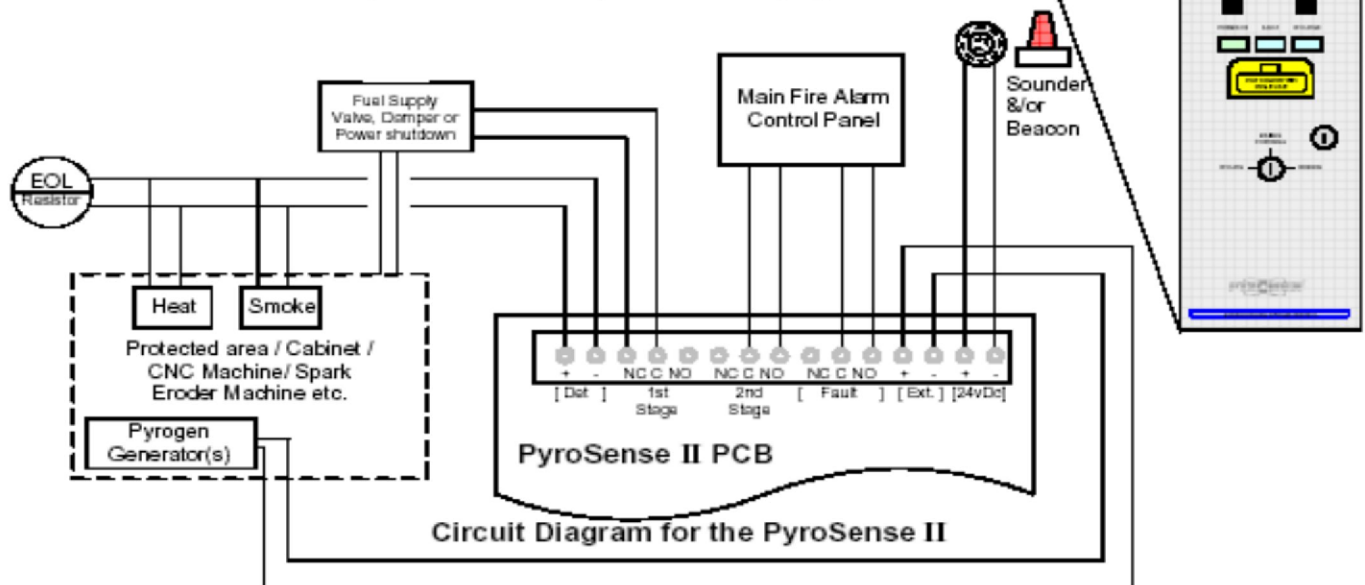 Fuel Supply
Valve, Damper or
Power shutdown
Main Fire Alarm
Control Panel
Sounder
&/or
Beacon
EOL
Resistor
Heat
Smoke
Protected area / Cabinet /
CNC Machine/ Spark
Eroder Machine etc.
Pyrogen
Generator(s)
+ - NC C NO NC C NO NC C NO + - + -
[ Det ] 1st Stage 2nd Stage [ Fault ] [ Ext. ] [24vDc]
PyroSense II PCB
Circuit Diagram for the PyroSense II